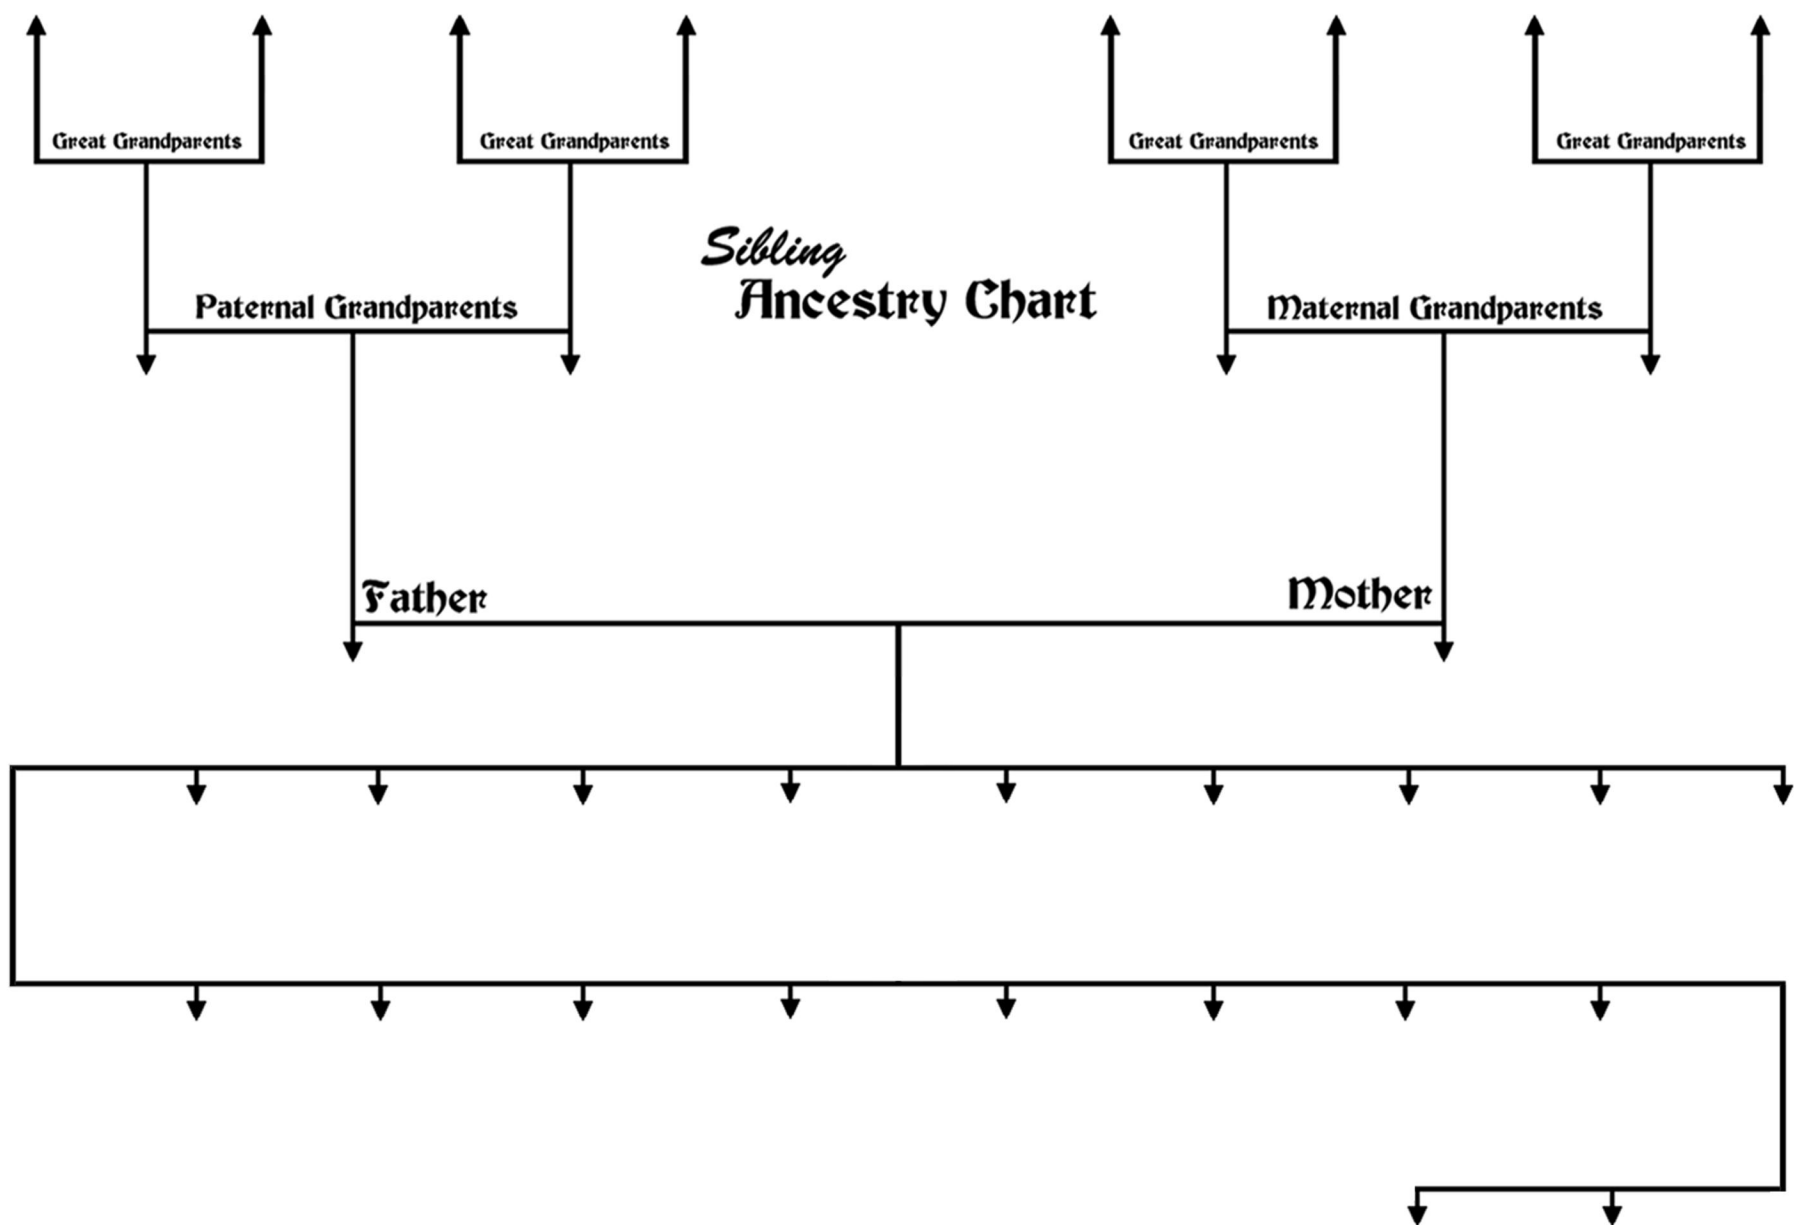 Great Grandparents
Great Grandparents
Great Grandparents
Great Grandparents
Sibling
Ancestry Chart
Paternal Grandparents
Maternal Grandparents
Father
Mother